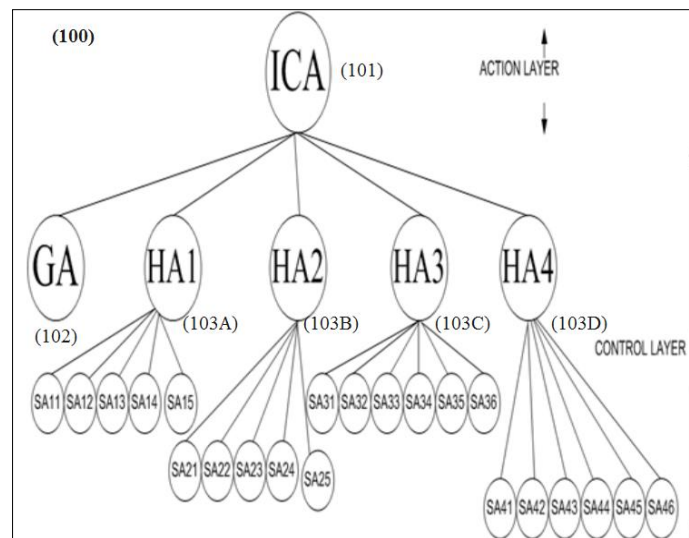 (100)
ICA (101)
ACTION LAYER
GA HA1 HA2 HA3 HA4
(102) (103A) (103B) (103C) (103D)
CONTROL LAYER
SA11 SA12 SA13 SA14 SA15 SA31 SA32 SA33 SA34 SA35 SA36
SA21 SA22 SA23 SA24 SA25
SA41 SA42 SA43 SA44 SA45 SA46